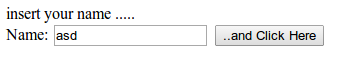 insert your name .....
Name: asd ..and Click Here